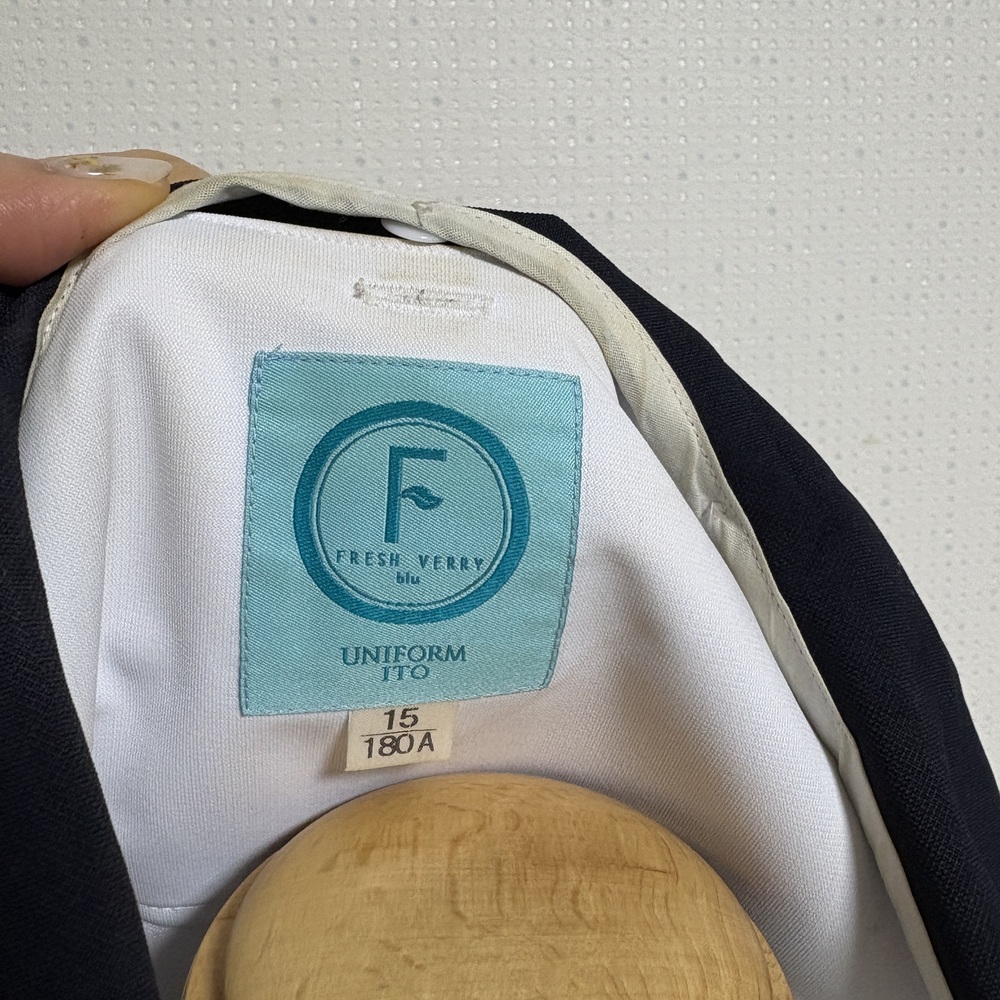 F
FRESH VERRY
blu
UNIFORM
ITO
15
180A